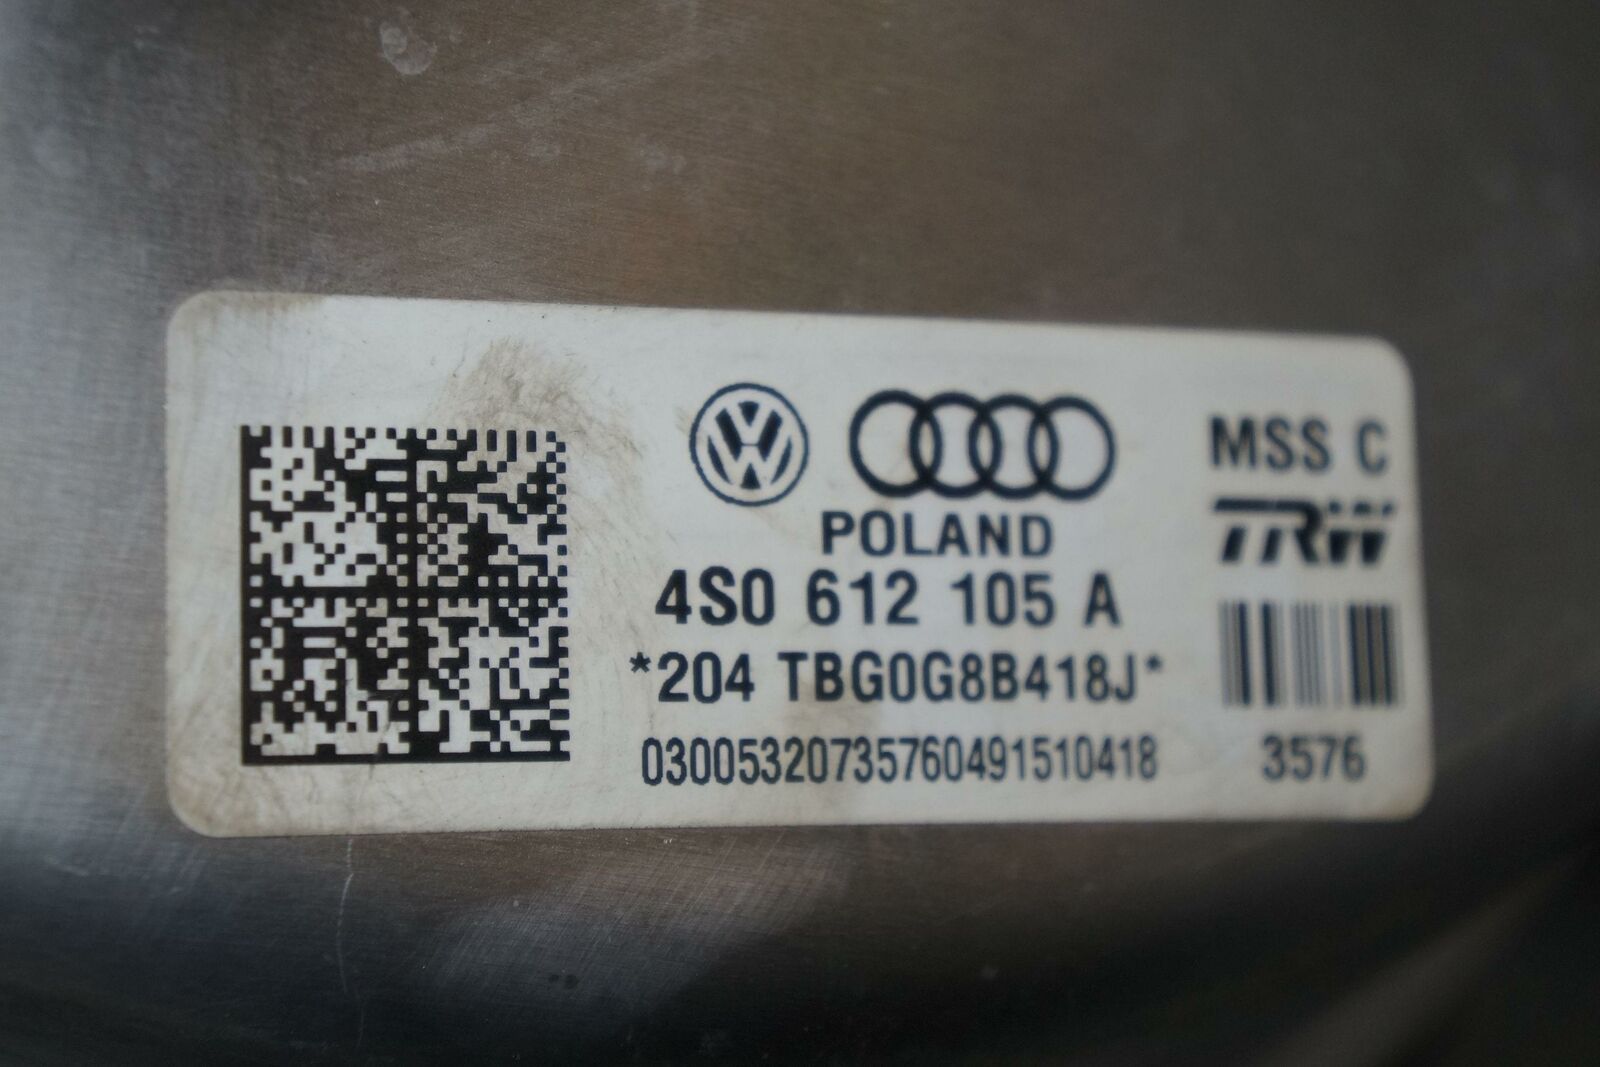 MSS C
TRW
POLAND
4S0 612 105 A
*204 TBG0G8B418J*
03005320735760491510418
3576